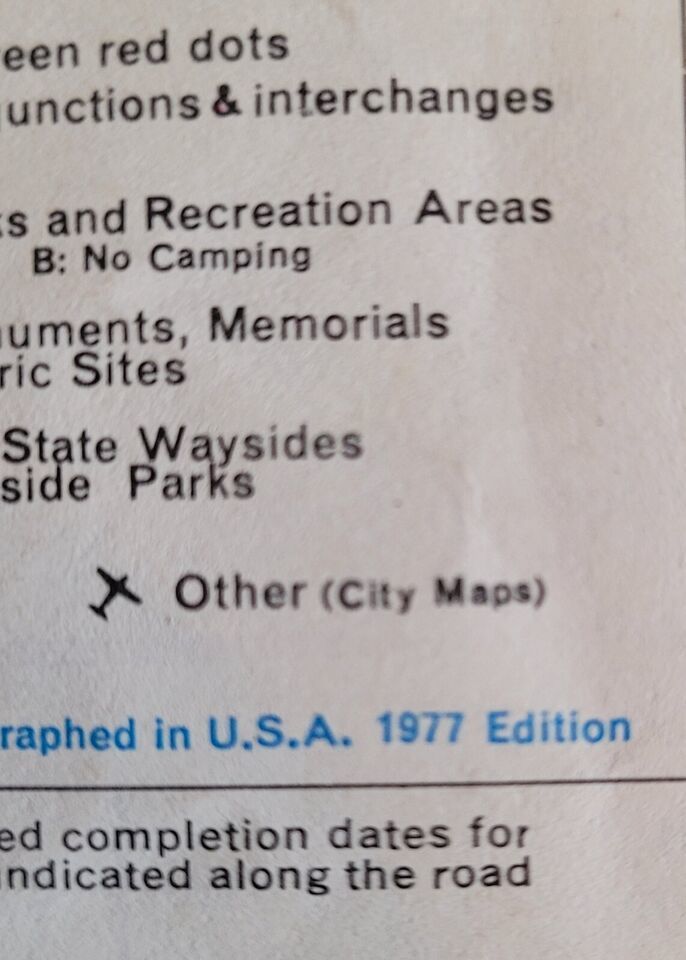 een red dots
unctions & interchanges
s and Recreation Areas
B: No Camping
uments, Memorials
ric Sites
State Waysides
side Parks
Other (City Maps)
raphed in U.S.A. 1977 Edition
ed completion dates for
ndicated along the road